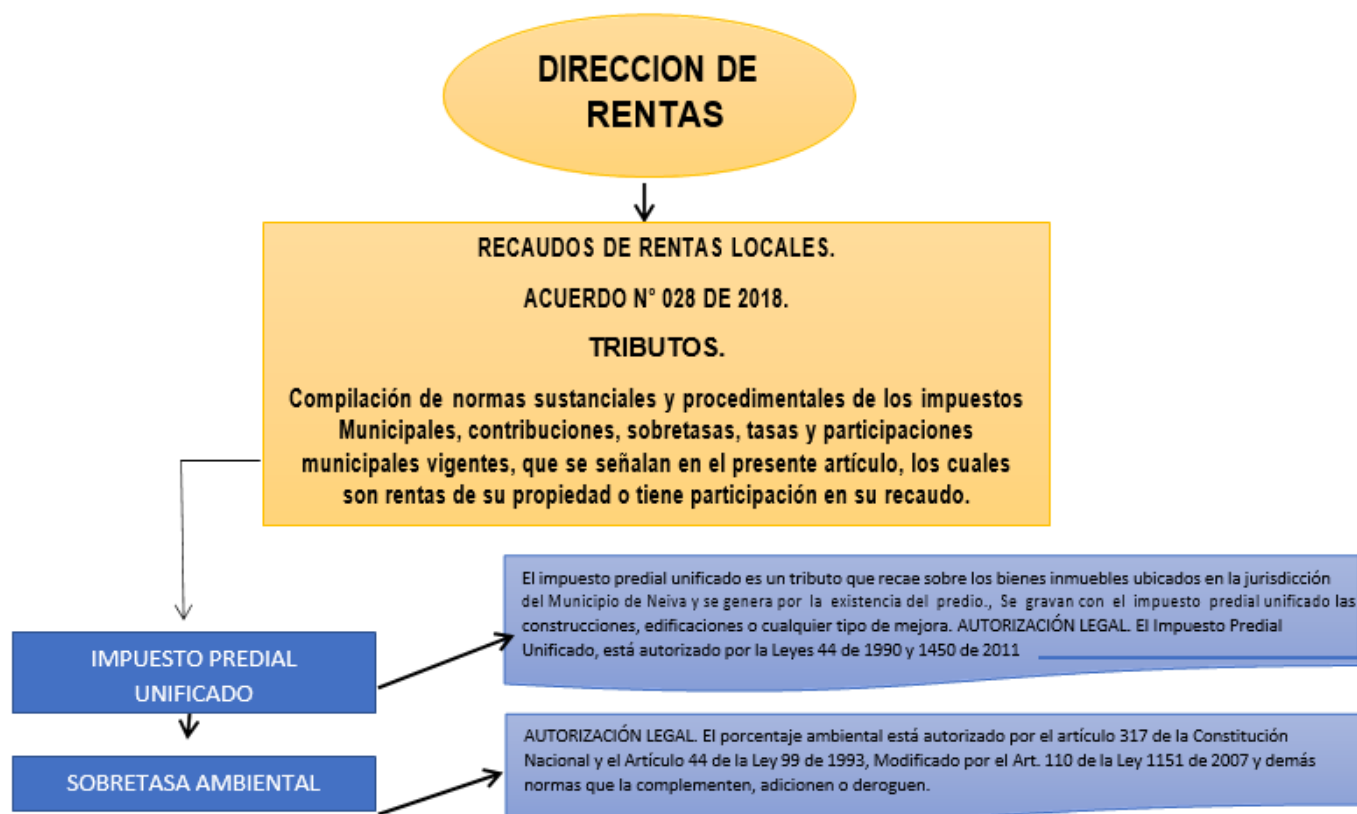 DIRECCION DE
RENTAS
RECAUDOS DE RENTAS LOCALES.
ACUERDO N° 028 DE 2018.
TRIBUTOS.
Compilación de normas sustanciales y procedimentales de los impuestos
Municipales, contribuciones, sobretasas, tasas y participaciones
municipales vigentes, que se señalan en el presente artículo, los cuales
son rentas de su propiedad o tiene participación en su recaudo.
IMPUESTO PREDIAL
UNIFICADO
El impuesto predial unificado es un tributo que recae sobre los bienes inmuebles ubicados en la jurisdicción
del Municipio de Neiva y se genera por la existencia del predio., Se gravan con el impuesto predial unificado las
construcciones, edificaciones o cualquier tipo de mejora. AUTORIZACIÓN LEGAL. El Impuesto Predial
Unificado, está autorizado por la Leyes 44 de 1990 y 1450 de 2011
SOBRETASA AMBIENTAL
AUTORIZACIÓN LEGAL. El porcentaje ambiental está autorizado por el artículo 317 de la Constitución
Nacional y el Artículo 44 de la Ley 99 de 1993, Modificado por el Art. 110 de la Ley 1151 de 2007 y demás
normas que la complementen, adicionen o deroguen.